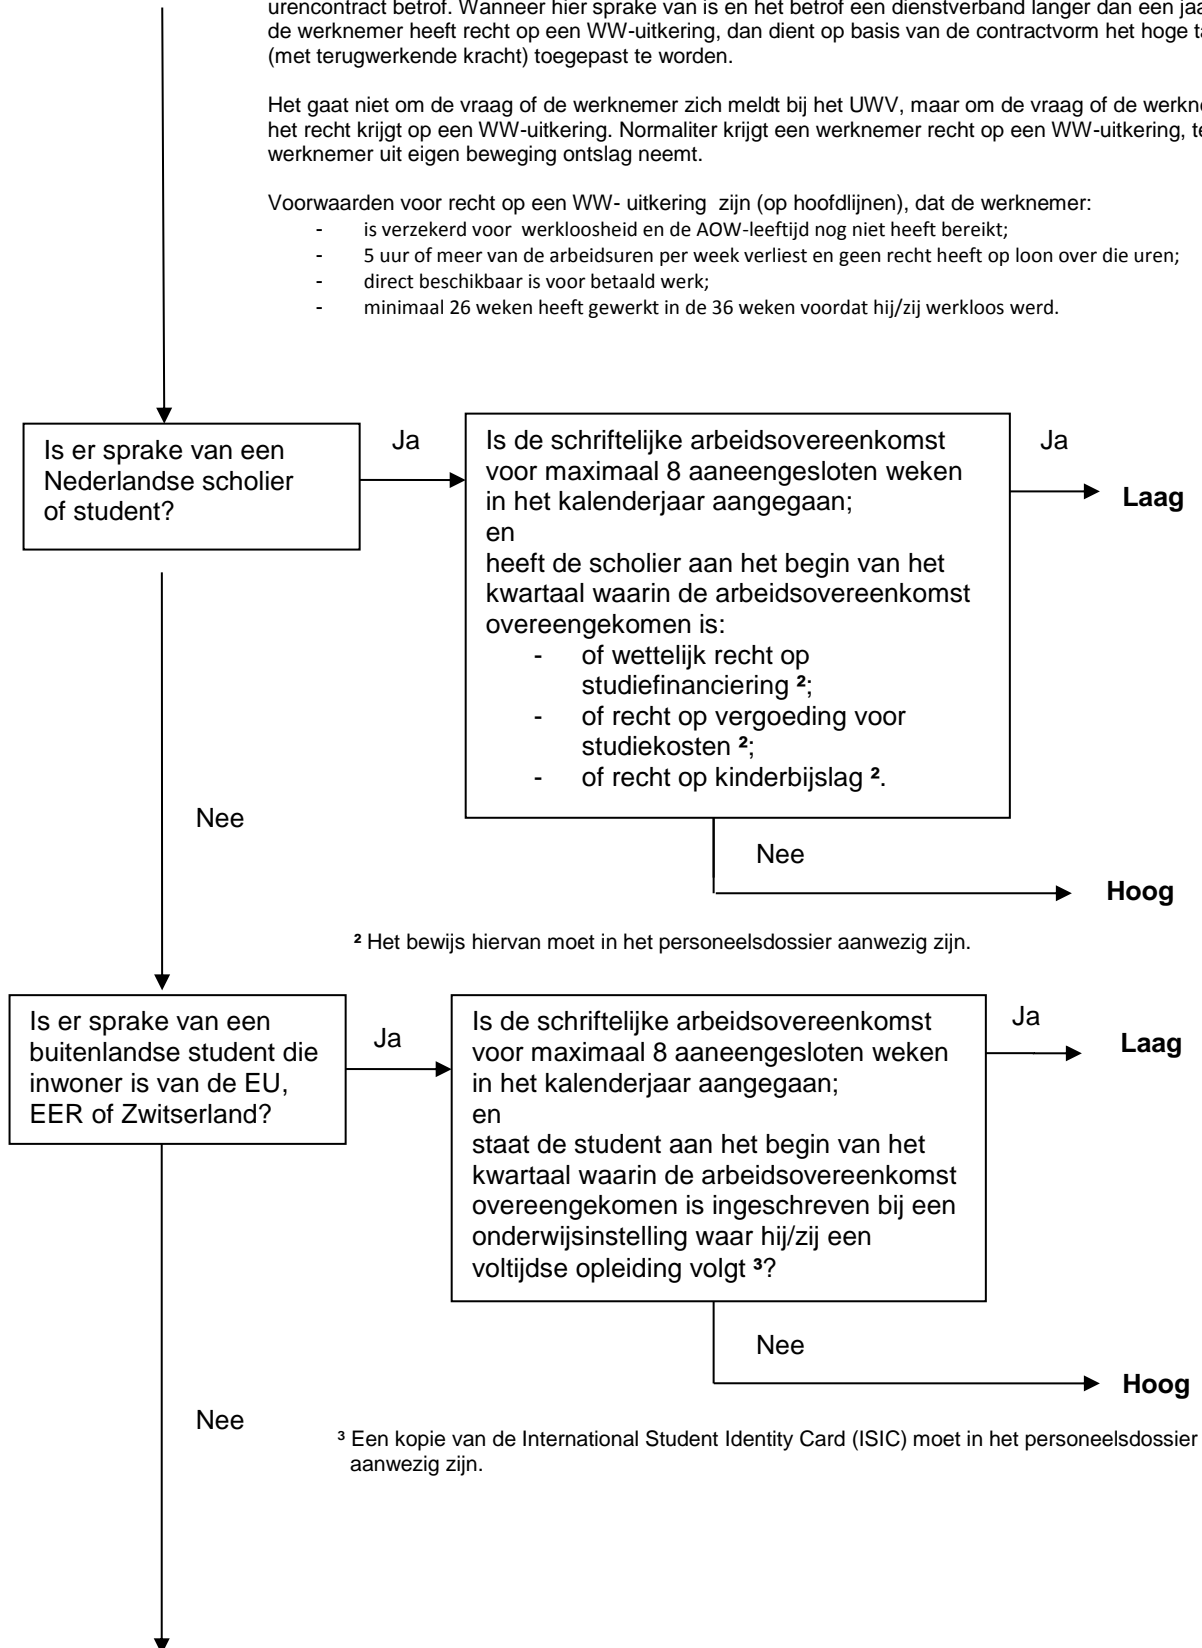 urencontract betrof. Wanneer hier sprake van is en het betrof een dienstverband langer dan een
de werknemer heeft recht op een WW-uitkering, dan dient op basis van de contractvorm het hoge
(met terugwerkende kracht) toegepast te worden.
Het gaat niet om de vraag of de werknemer zich meldt bij het UWV, maar om de vraag of de
het recht krijgt op een WW-uitkering. Normaliter krijgt een werknemer recht op een WW-uitkering,
werknemer uit eigen beweging ontslag neemt.
Voorwaarden voor recht op een WW- uitkering zijn (op hoofdlijnen), dat de werknemer:
- is verzekerd voor werkloosheid en de AOW-leeftijd nog niet heeft bereikt;
- 5 uur of meer van de arbeidsuren per week verliest en geen recht heeft op loon over die uren;
- direct beschikbaar is voor betaald werk;
- minimaal 26 weken heeft gewerkt in de 36 weken voordat hij/zij werkloos werd.
Is er sprake van een
Nederlandse scholier
of student?
Ja
Is de schriftelijke arbeidsovereenkomst
voor maximaal 8 aaneengesloten weken
in het kalenderjaar aangegaan;
en
heeft de scholier aan het begin van het
kwartaal waarin de arbeidsovereenkomst
overeengekomen is:
- of wettelijk recht op
studiefinanciering ²;
- of recht op vergoeding voor
studiekosten ²;
- of recht op kinderbijslag ².
Ja
Laag
Nee
Nee
Hoog
² Het bewijs hiervan moet in het personeelsdossier aanwezig zijn.
Is er sprake van een
buitenlandse student die
inwoner is van de EU,
EER of Zwitserland?
Ja
Is de schriftelijke arbeidsovereenkomst
voor maximaal 8 aaneengesloten weken
in het kalenderjaar aangegaan;
en
staat de student aan het begin van het
kwartaal waarin de arbeidsovereenkomst
overeengekomen is ingeschreven bij een
onderwijsinstelling waar hij/zij een
voltijdse opleiding volgt ³?
Ja
Laag
Nee
Hoog
Nee
³ Een kopie van de International Student Identity Card (ISIC) moet in het personeelsdossier
aanwezig zijn.